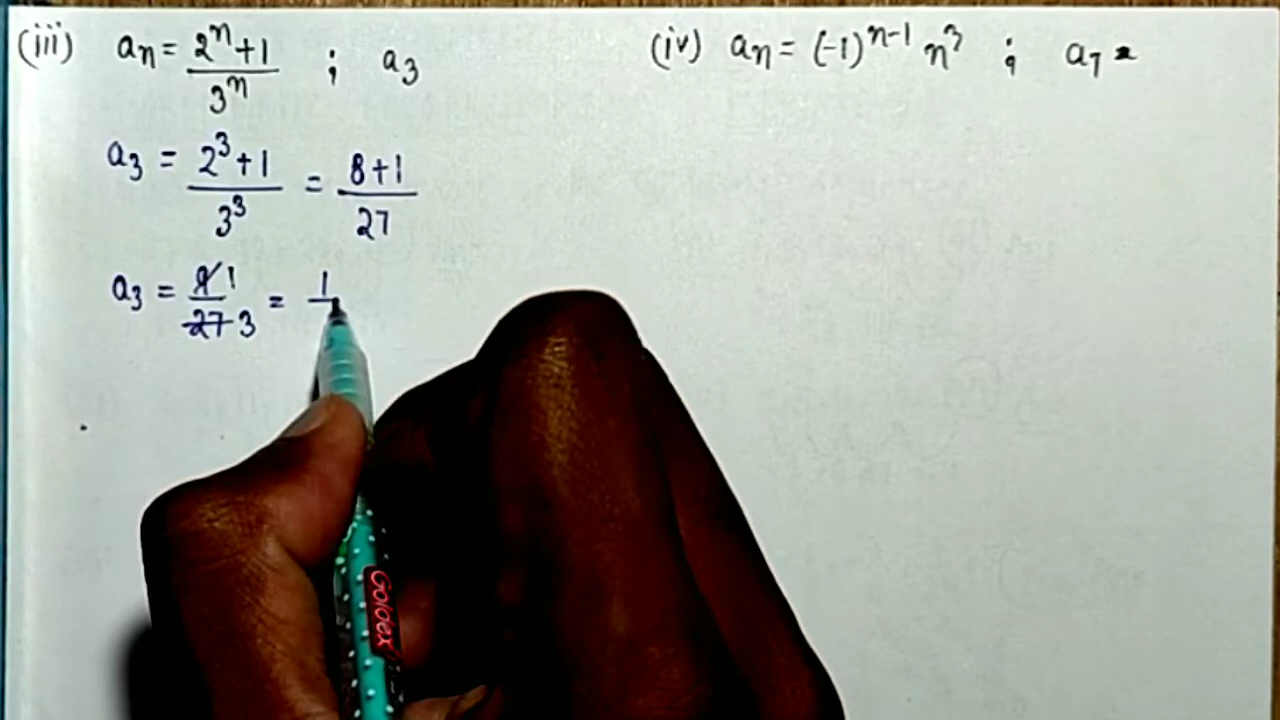 (iii) aₙ = (2ⁿ+1)/3ⁿ ; a₃
a₃ = (2³+1)/3³ = (8+1)/27
a₃ = 9 1/27 3 = 1
(iv) aₙ = (-1)ⁿ⁻¹ n³ ; a₇ =
Goldex